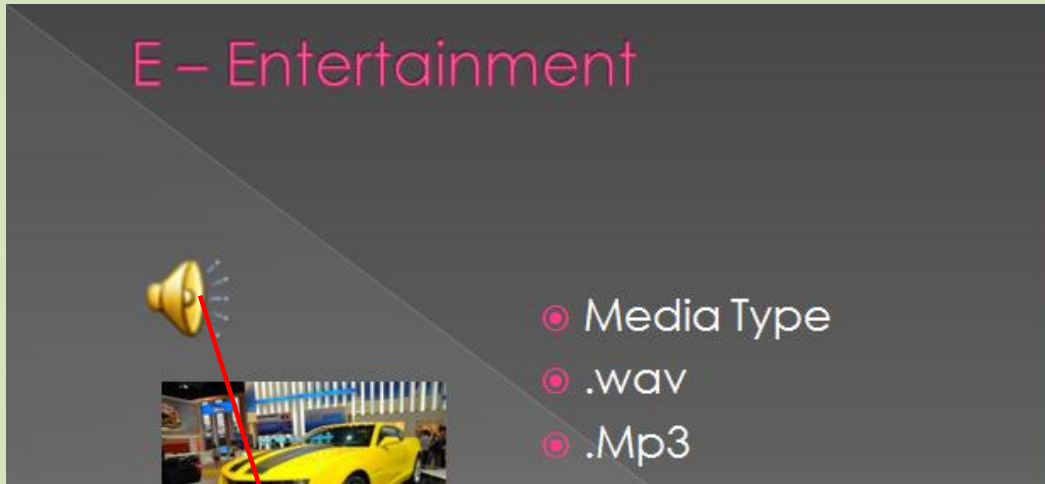 E – Entertainment
Media Type
.wav
.Mp3